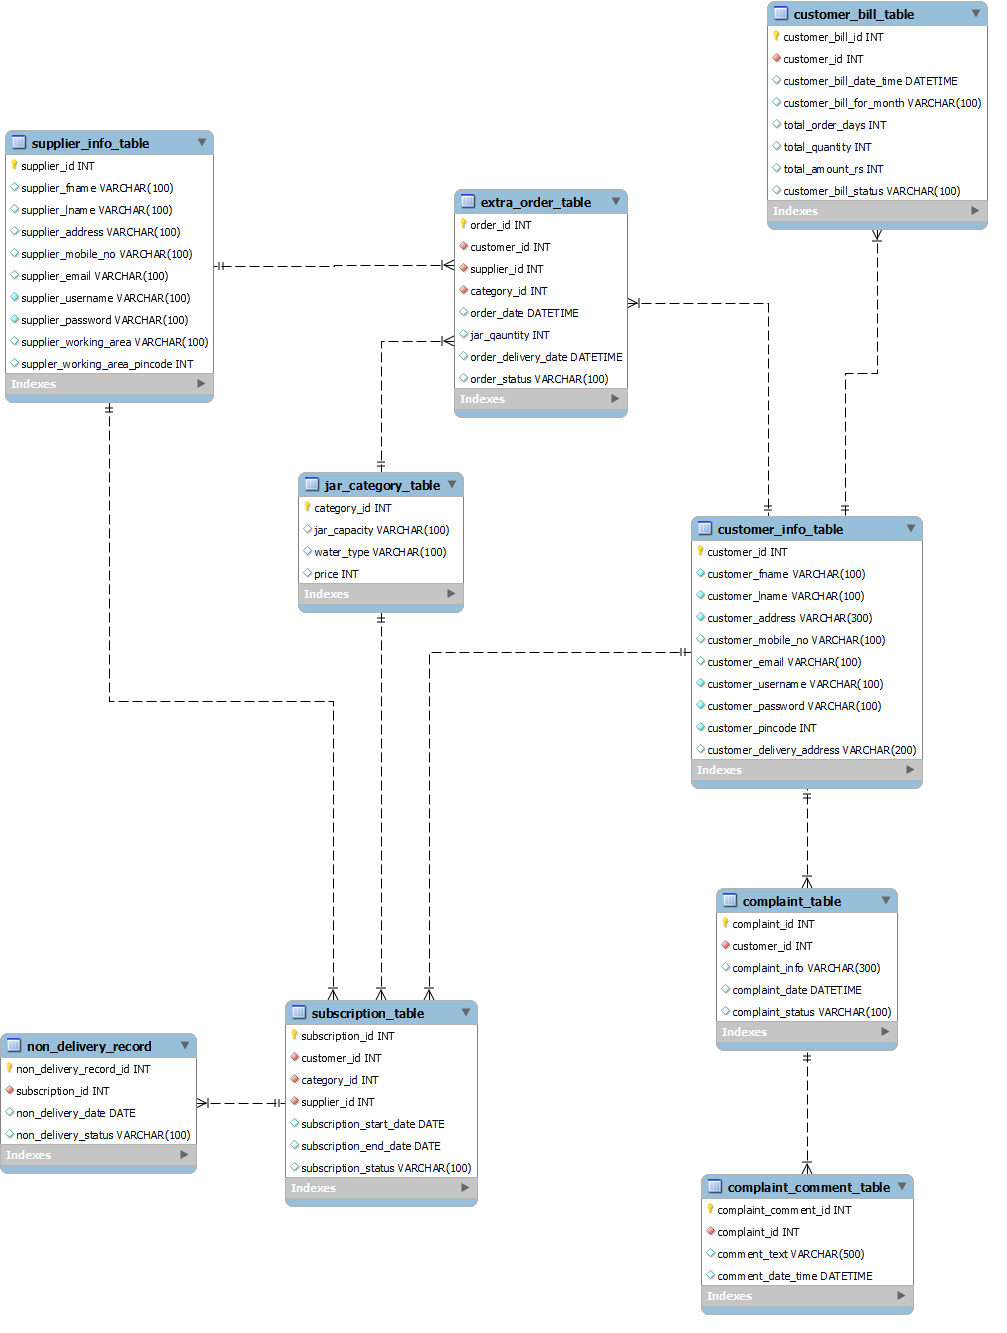 customer_bill_table
customer_bill_id INT
customer_id INT
customer_bill_date_time DATETIME
customer_bill_for_month VARCHAR(100)
total_order_days INT
total_quantity INT
total_amount_rs INT
customer_bill_status VARCHAR(100)
Indexes
supplier_info_table
supplier_id INT
supplier_fname VARCHAR(100)
supplier_lname VARCHAR(100)
supplier_address VARCHAR(100)
supplier_mobile_no VARCHAR(100)
supplier_email VARCHAR(100)
supplier_username VARCHAR(100)
supplier_password VARCHAR(100)
supplier_working_area VARCHAR(100)
suppler_working_area_pincode INT
Indexes
extra_order_table
order_id INT
customer_id INT
supplier_id INT
category_id INT
order_date DATETIME
jar_qauntity INT
order_delivery_date DATETIME
order_status VARCHAR(100)
Indexes
jar_category_table
category_id INT
jar_capacity VARCHAR(100)
water_type VARCHAR(100)
price INT
Indexes
customer_info_table
customer_id INT
customer_fname VARCHAR(100)
customer_lname VARCHAR(100)
customer_address VARCHAR(300)
customer_mobile_no VARCHAR(100)
customer_email VARCHAR(100)
customer_username VARCHAR(100)
customer_password VARCHAR(100)
customer_pincode INT
customer_delivery_address VARCHAR(200)
Indexes
complaint_table
complaint_id INT
customer_id INT
complaint_info VARCHAR(300)
complaint_date DATETIME
complaint_status VARCHAR(100)
Indexes
subscription_table
subscription_id INT
customer_id INT
category_id INT
supplier_id INT
subscription_start_date DATE
subscription_end_date DATE
subscription_status VARCHAR(100)
Indexes
non_delivery_record
non_delivery_record_id INT
subscription_id INT
non_delivery_date DATE
non_delivery_status VARCHAR(100)
Indexes
complaint_comment_table
complaint_comment_id INT
complaint_id INT
comment_text VARCHAR(500)
comment_date_time DATETIME
Indexes